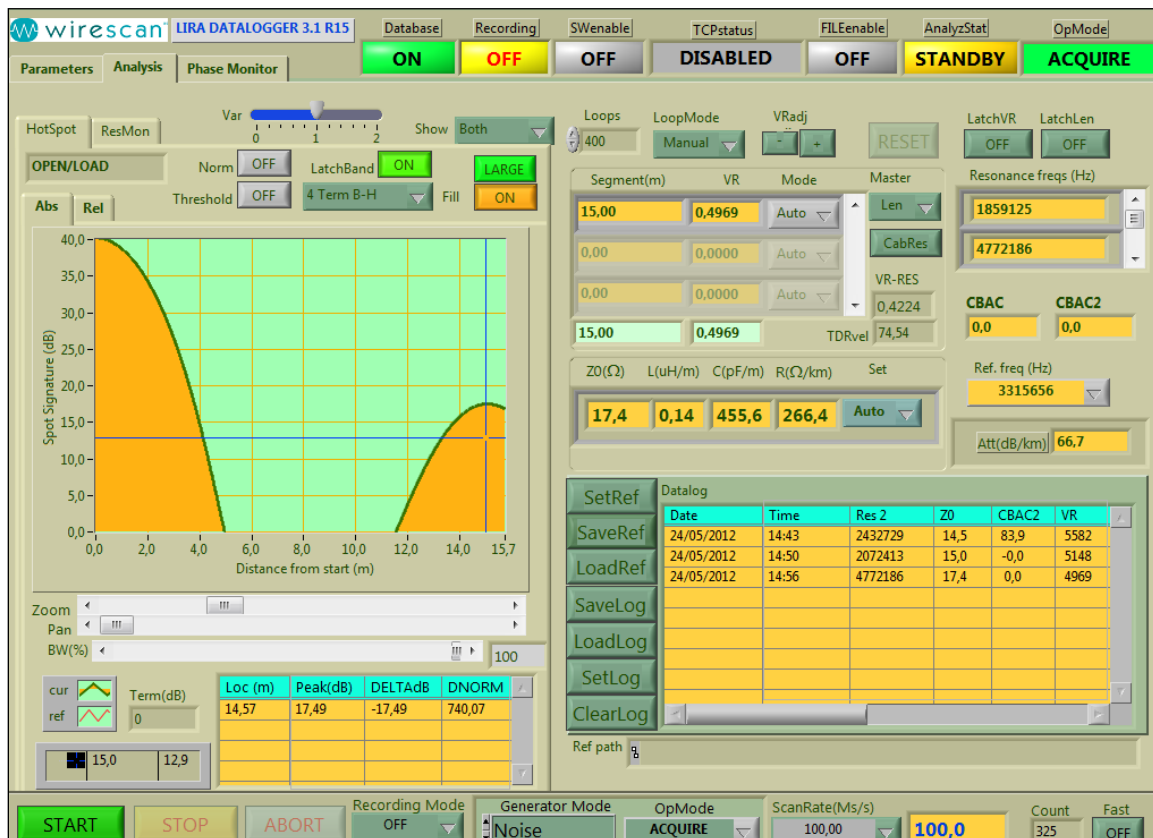 wirescan
LIRA DATALOGGER 3.1 R15
Database
Recording
SWenable
TCPstatus
FILEenable
AnalyzStat
OpMode
ON
OFF
OFF
DISABLED
OFF
STANDBY
ACQUIRE
Parameters
Analysis
Phase Monitor
HotSpot
ResMon
Var
0
1
2
Show
Both
OPEN/LOAD
Norm
OFF
LatchBand
ON
LARGE
Threshold
OFF
4 Term B-H
Fill
ON
Abs
Rel
Spot Signature (dB)
40,0
35,0
30,0
25,0
20,0
15,0
10,0
5,0
0,0
0,0 2,0 4,0 6,0 8,0 10,0 12,0 14,0 15,7
Distance from start (m)
Zoom
Pan
BW(%)
100
cur
ref
Term(dB)
0
15,0 12,9
Loc (m) Peak(dB) DELTAdB DNORM
14,57 17,49 -17,49 740,07
Loops
400
LoopMode
Manual
VRadj
- +
RESET
LatchVR
OFF
LatchLen
OFF
Segment(m) VR Mode
15,00 0,4969 Auto
0,00 0,0000 Auto
0,00 0,0000 Auto
15,00 0,4969
Master
Len
CabRes
VR-RES
0,4224
TDRvel 74,54
Resonance freqs (Hz)
1859125
4772186
CBAC
0,0
CBAC2
0,0
Z0(Ω) L(uH/m) C(pF/m) R(Ω/km) Set
17,4 0,14 455,6 266,4 Auto
Ref. freq (Hz)
3315656
Att(dB/km) 66,7
SetRef
SaveRef
LoadRef
SaveLog
LoadLog
SetLog
ClearLog
Datalog
Date Time Res 2 Z0 CBAC2 VR
24/05/2012 14:43 2432729 14,5 83,9 5582
24/05/2012 14:50 2072413 15,0 -0,0 5148
24/05/2012 14:56 4772186 17,4 0,0 4969
Ref path
START
STOP
ABORT
Recording Mode
OFF
Generator Mode
Noise
OpMode
ACQUIRE
ScanRate(Ms/s)
100,00
100,0
Count
325
Fast
OFF